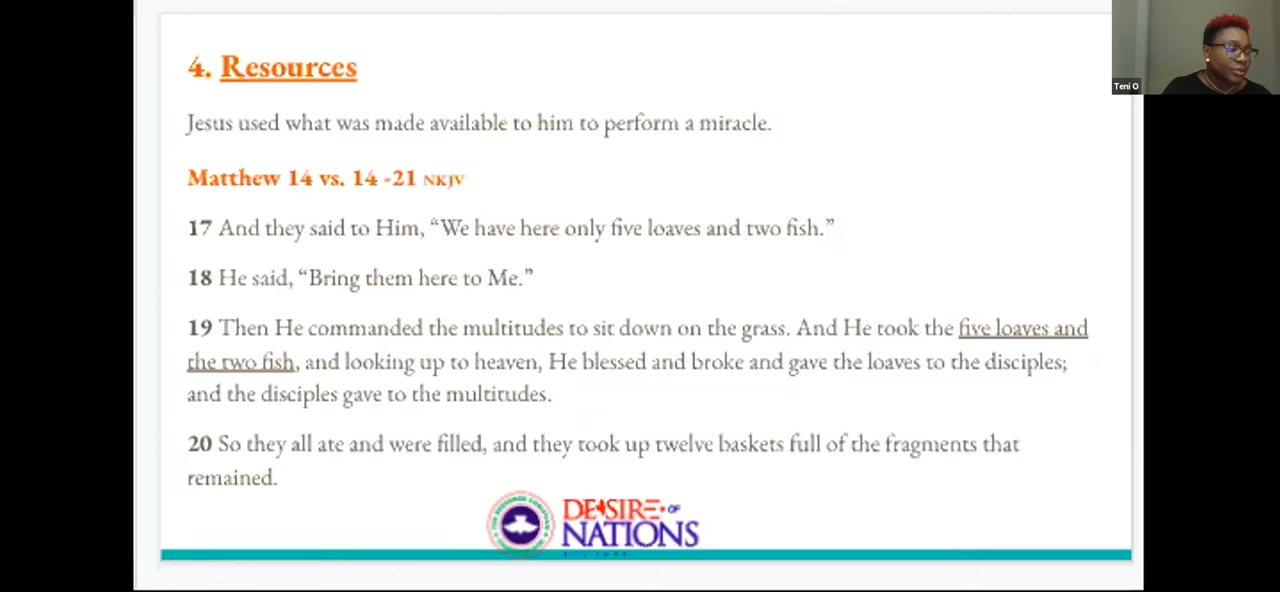 4. Resources
Teni O
Jesus used what was made available to him to perform a miracle.
Matthew 14 vs. 14 -21 NKJV
17 And they said to Him, “We have here only five loaves and two fish.”
18 He said, “Bring them here to Me.”
19 Then He commanded the multitudes to sit down on the grass. And He took the five loaves and
the two fish, and looking up to heaven, He blessed and broke and gave the loaves to the disciples;
and the disciples gave to the multitudes.
20 So they all ate and were filled, and they took up twelve baskets full of the fragments that
remained.
DESIRE OF
NATIONS